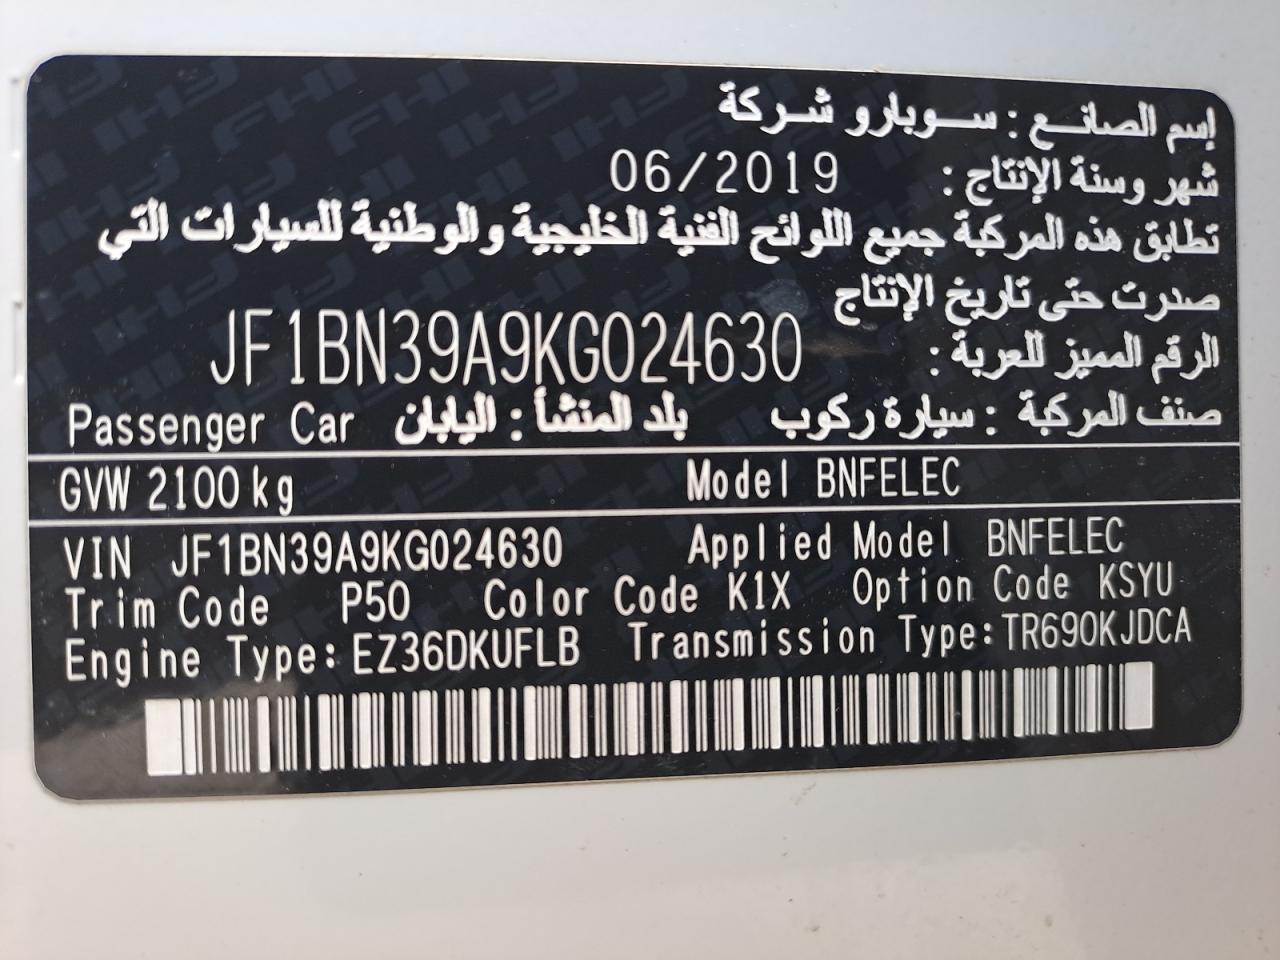 إسم الصانع : سوبارو شركة
شهر وسنة الإنتاج : 06/2019
تطابق هذه المركبة جميع اللوائح الفنية الخليجية والوطنية للسيارات التي
صدرت حتى تاريخ الإنتاج
الرقم المميز للعربة : JF1BN39A9KG024630
صنف المركبة : سيارة ركوب بلد المنشأ : اليابان Passenger Car
GVW 2100 kg Model BNFELEC
VIN JF1BN39A9KG024630 Applied Model BNFELEC
Trim Code P50 Color Code K1X Option Code KSYU
Engine Type: EZ36DKUFLB Transmission Type: TR690KJDCA